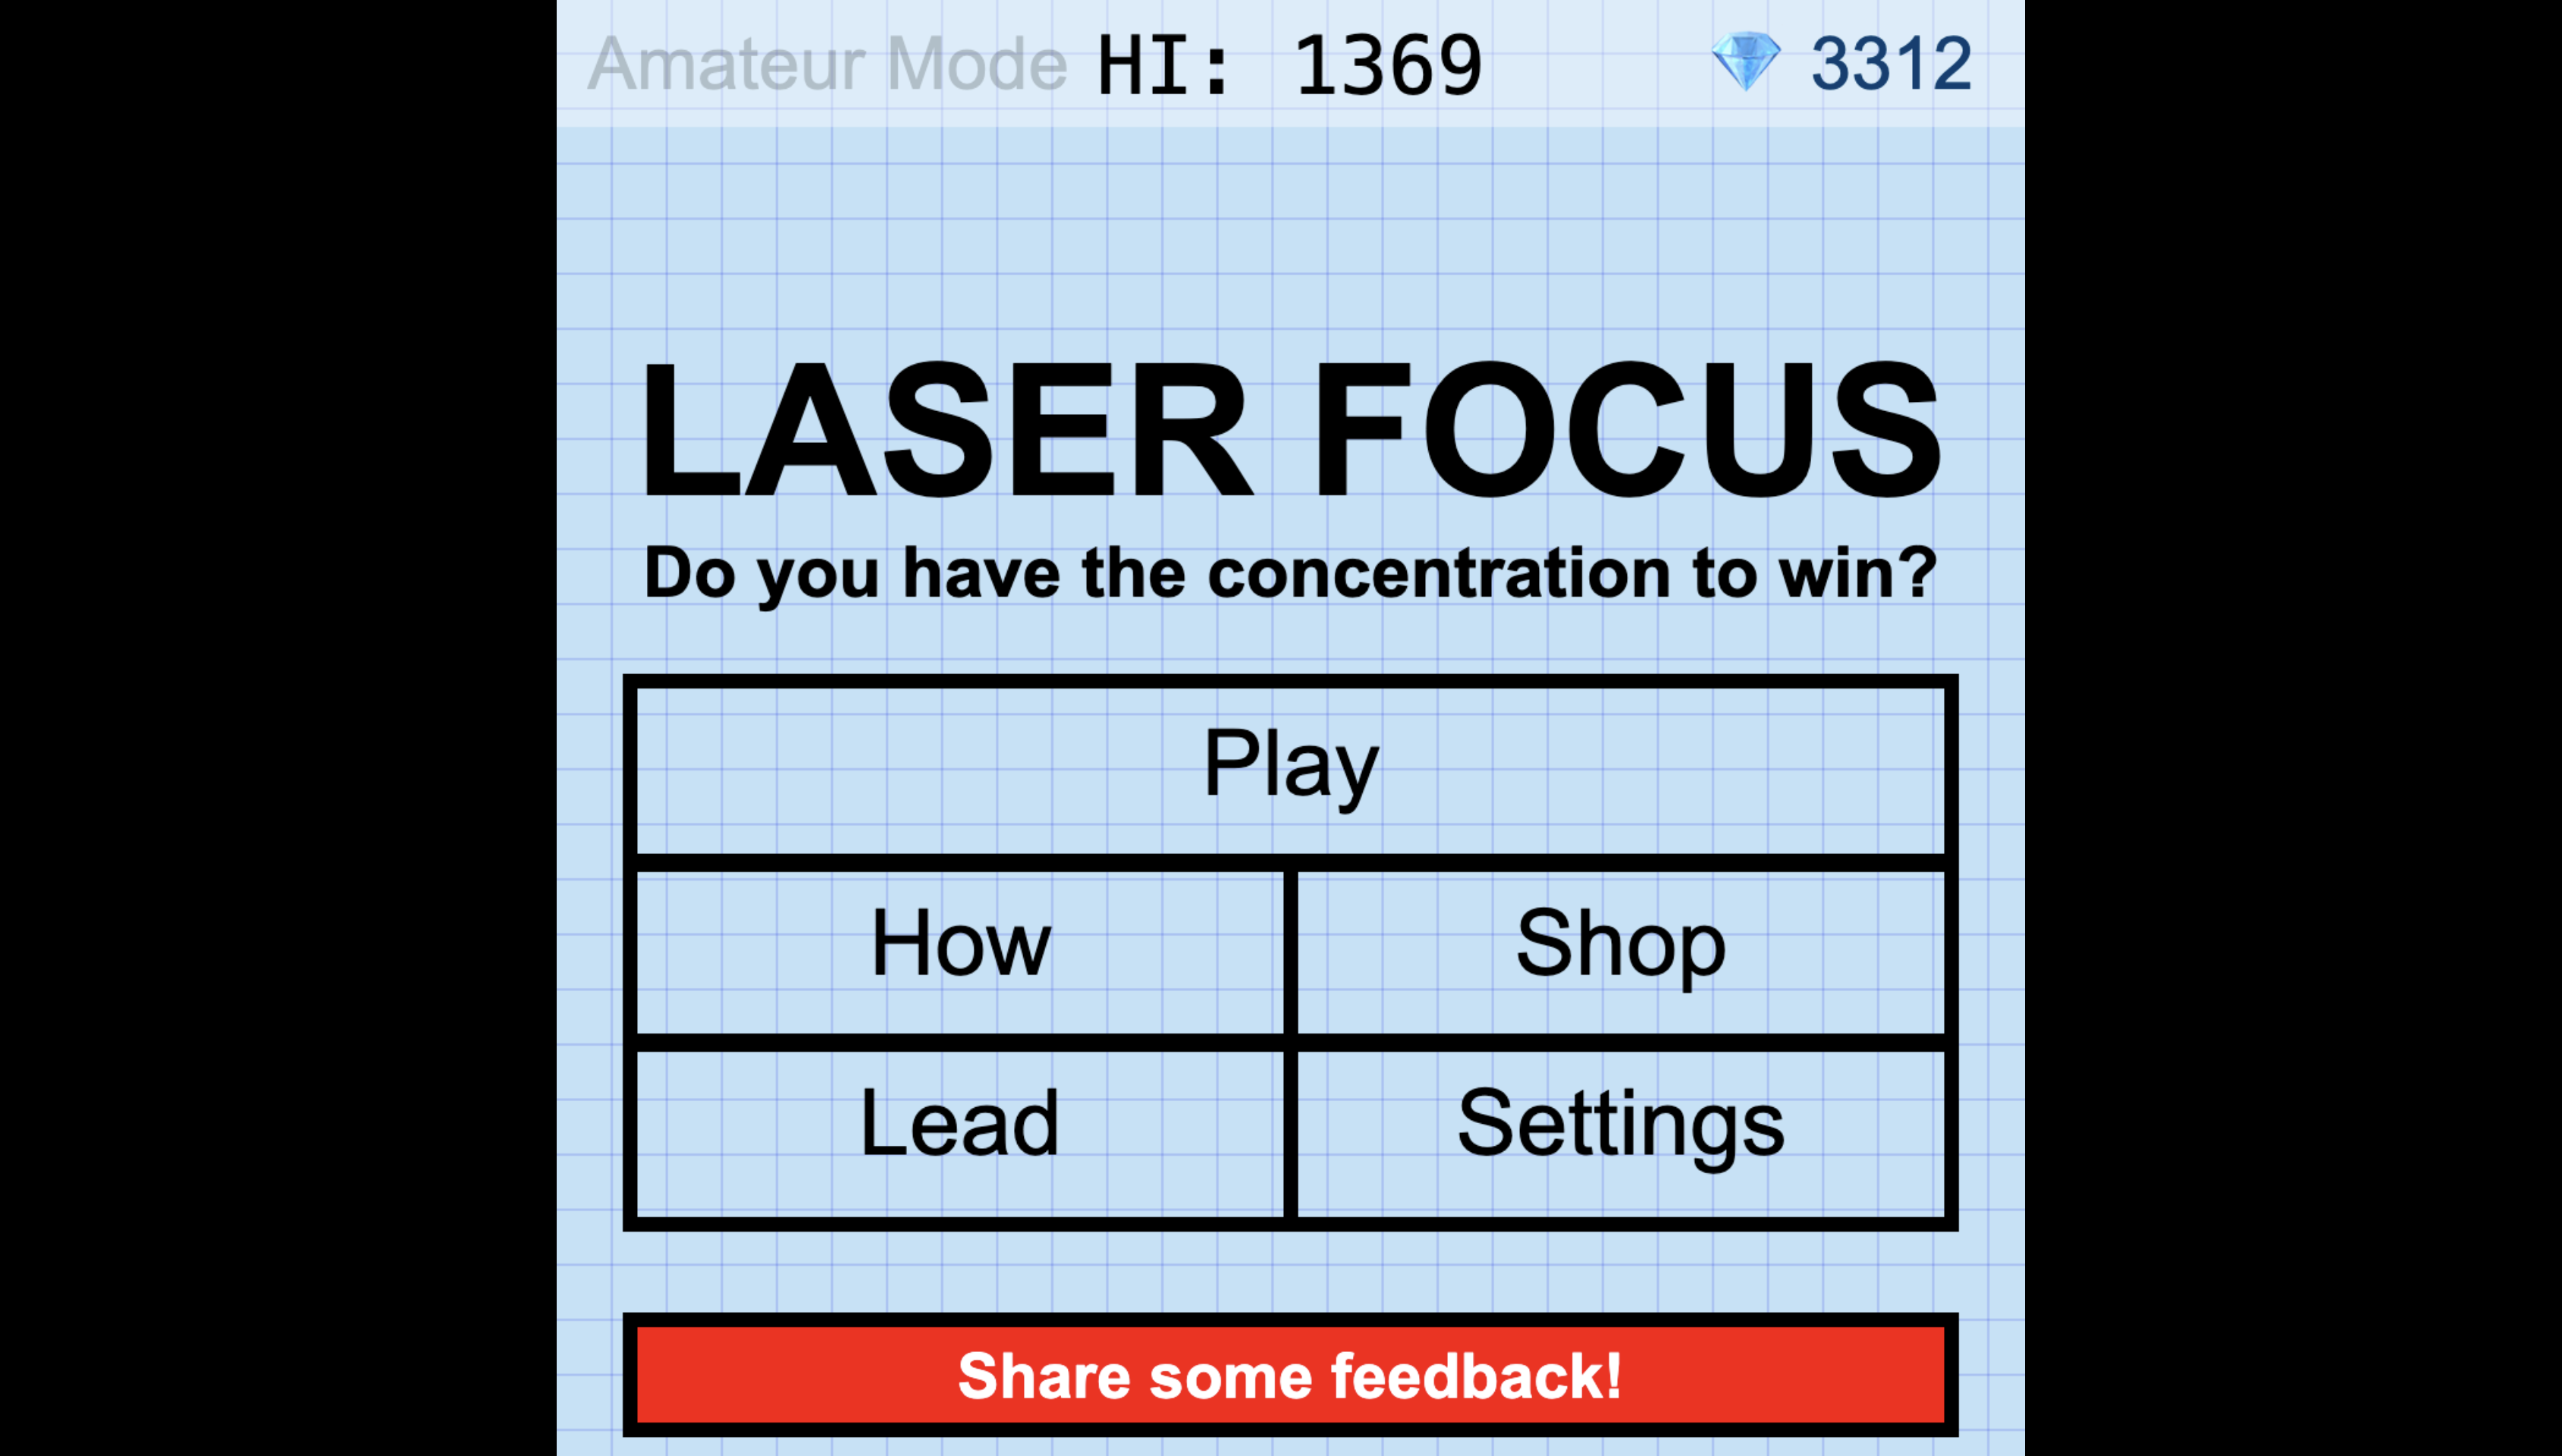 Amateur Mode HI: 1369 3312
LASER FOCUS
Do you have the concentration to win?
Play
How Shop
Lead Settings
Share some feedback!